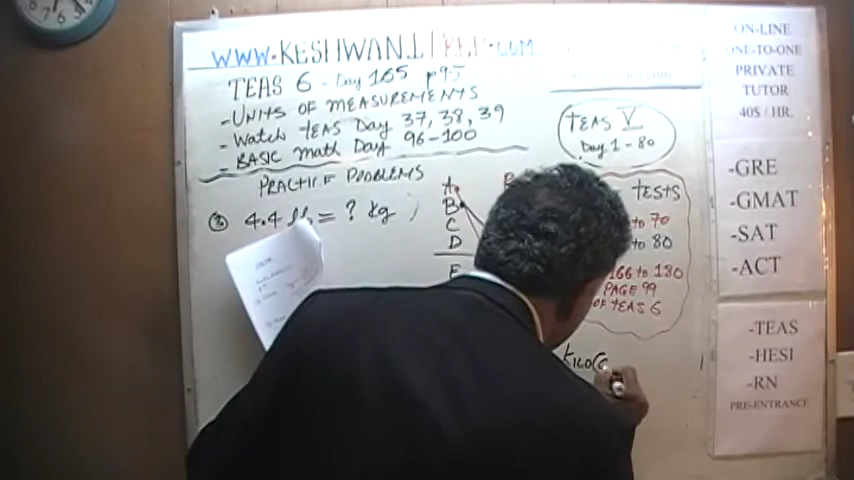 WWW.KESHWANI .COM
TEAS 6 - Day 165 p95
- UNITS OF MEASUREMENTS
- Watch TEAS Day 37, 38, 39
- BASIC math Day 96-100
PRACTICE PROBLEMS
③ 4.4 lb = ? kg
A
B
C
D
E
TEAS V
Day 1 - 80
TESTS
to 70
to 80
166 to 180
PAGE 99
OF TEAS 6
ON-LINE
ONE-TO-ONE
PRIVATE
TUTOR
40$ / HR.
-GRE
-GMAT
-SAT
-ACT
-TEAS
-HESI
-RN
PRE-ENTRANCE